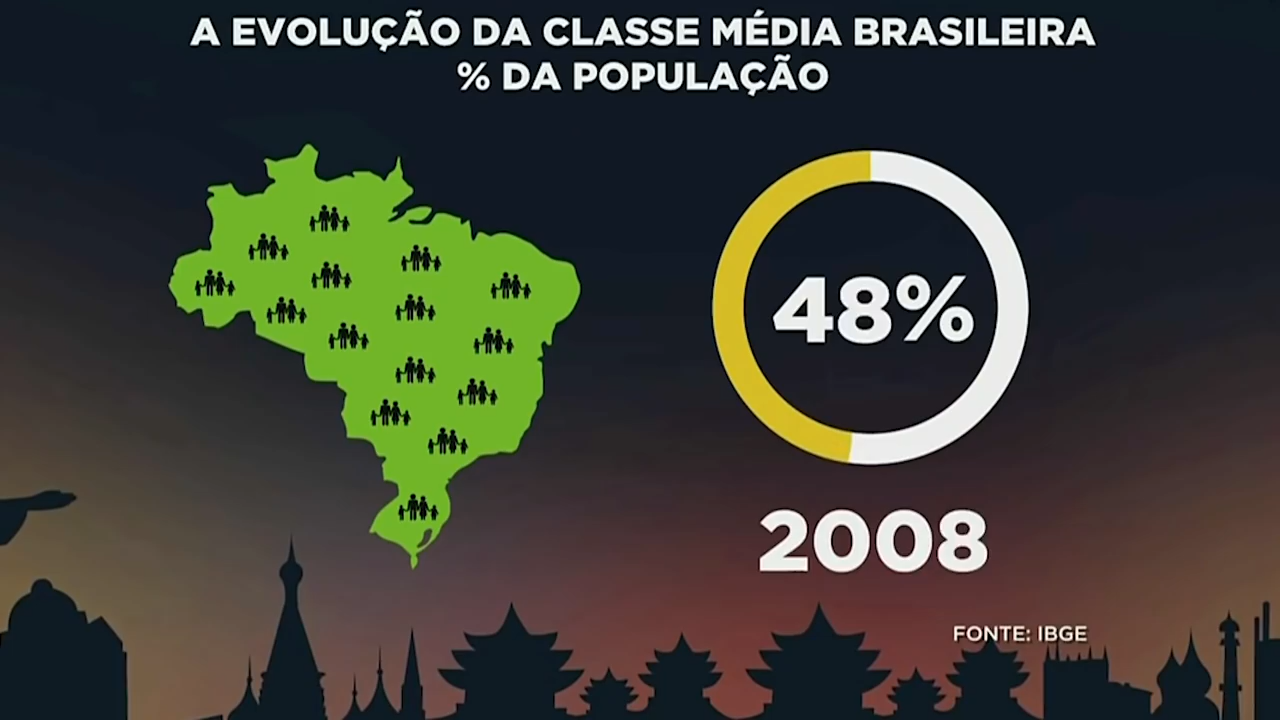 A EVOLUÇÃO DA CLASSE MÉDIA BRASILEIRA
% DA POPULAÇÃO
48%
2008
FONTE: IBGE